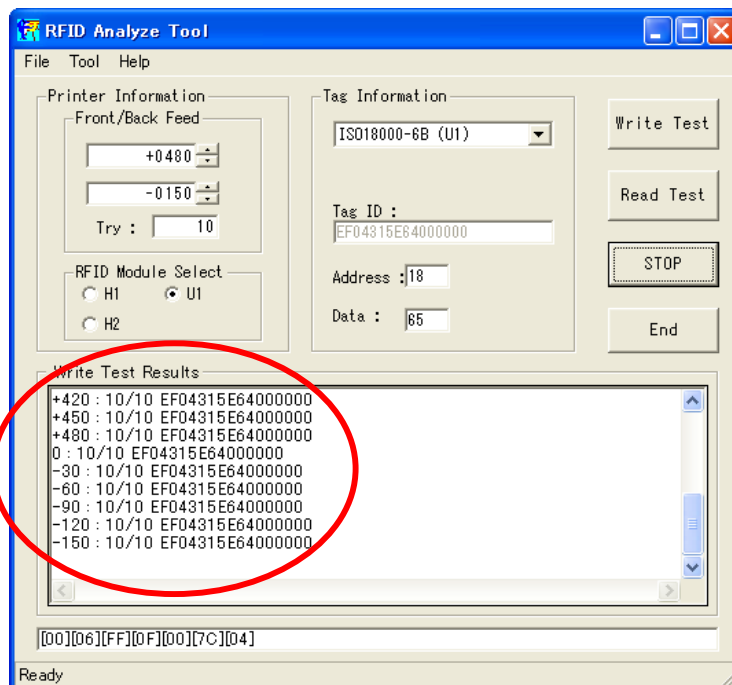 RFID Analyze Tool
File Tool Help
Printer Information
Front/Back Feed
+0480
-0150
Try : 10
RFID Module Select
H1 U1
H2
Tag Information
ISO18000-6B (U1)
Tag ID :
EF04315E64000000
Address : 18
Data : 65
Write Test
Read Test
STOP
End
Write Test Results
+420 : 10/10 EF04315E64000000
+450 : 10/10 EF04315E64000000
+480 : 10/10 EF04315E64000000
0 : 10/10 EF04315E64000000
-30 : 10/10 EF04315E64000000
-60 : 10/10 EF04315E64000000
-90 : 10/10 EF04315E64000000
-120 : 10/10 EF04315E64000000
-150 : 10/10 EF04315E64000000
[00][06][FF][0F][00][7C][04]
Ready